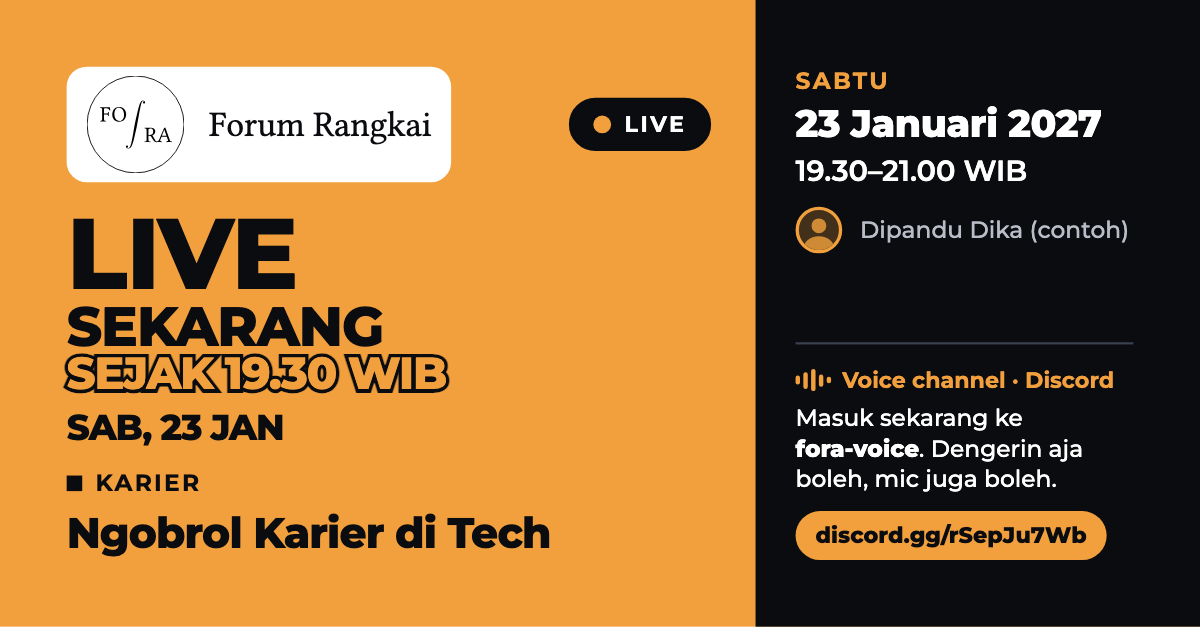 FO
RA
Forum Rangkai
LIVE
LIVE
SEKARANG
SEJAK 19.30 WIB
SAB, 23 JAN
KARIER
Ngobrol Karier di Tech
SABTU
23 Januari 2027
19.30–21.00 WIB
Dipandu Dika (contoh)
Voice channel · Discord
Masuk sekarang ke
fora-voice. Dengerin aja
boleh, mic juga boleh.
discord.gg/rSepJu7Wb